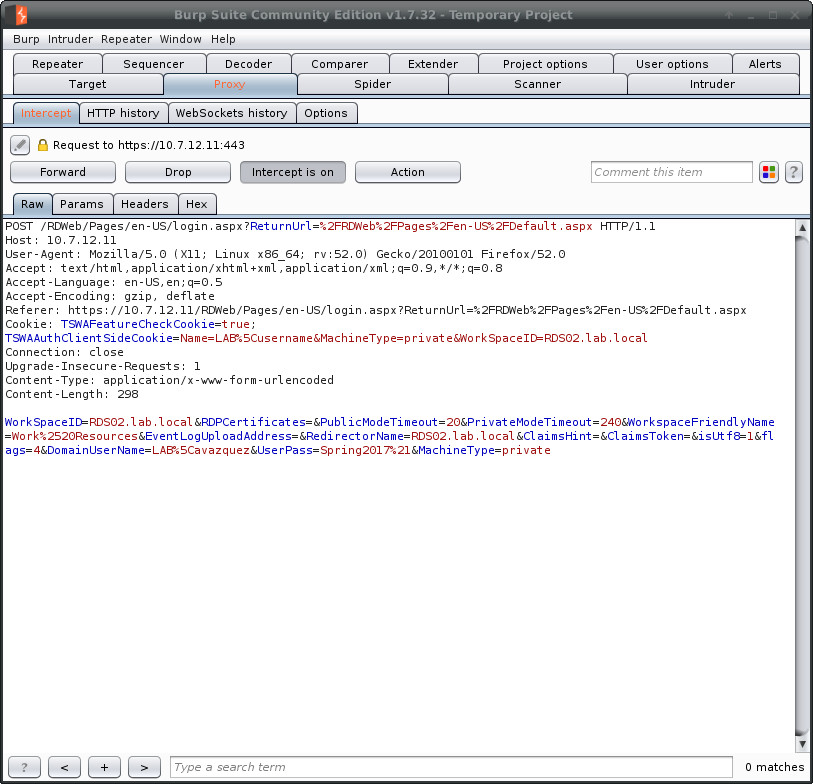 Burp Suite Community Edition v1.7.32 - Temporary Project
Burp Intruder Repeater Window Help
Repeater Sequencer Decoder Comparer Extender Project options User options Alerts
Target Proxy Spider Scanner Intruder
Intercept HTTP history WebSockets history Options
Request to https://10.7.12.11:443
Forward Drop Intercept is on Action Comment this item ?
Raw Params Headers Hex
POST /RDWeb/Pages/en-US/login.aspx?ReturnUrl=%2FRDWeb%2FPages%2Fen-US%2FDefault.aspx HTTP/1.1
Host: 10.7.12.11
User-Agent: Mozilla/5.0 (X11; Linux x86_64; rv:52.0) Gecko/20100101 Firefox/52.0
Accept: text/html,application/xhtml+xml,application/xml;q=0.9,*/*;q=0.8
Accept-Language: en-US,en;q=0.5
Accept-Encoding: gzip, deflate
Referer: https://10.7.12.11/RDWeb/Pages/en-US/login.aspx?ReturnUrl=%2FRDWeb%2FPages%2Fen-US%2FDefault.aspx
Cookie: TSWAFeatureCheckCookie=true;
TSWAAuthClientSideCookie=Name=LAB%5Cusername&MachineType=private&WorkSpaceID=RDS02.lab.local
Connection: close
Upgrade-Insecure-Requests: 1
Content-Type: application/x-www-form-urlencoded
Content-Length: 298
WorkSpaceID=RDS02.lab.local&RDPCertificates=&PublicModeTimeout=20&PrivateModeTimeout=240&WorkspaceFriendlyName
=Work%2520Resources&EventLogUploadAddress=&RedirectorName=RDS02.lab.local&ClaimsHint=&ClaimsToken=&isUtf8=1&fl
ags=4&DomainUserName=LAB%5Cavazquez&UserPass=Spring2017%21&MachineType=private
? < + > Type a search term 0 matches